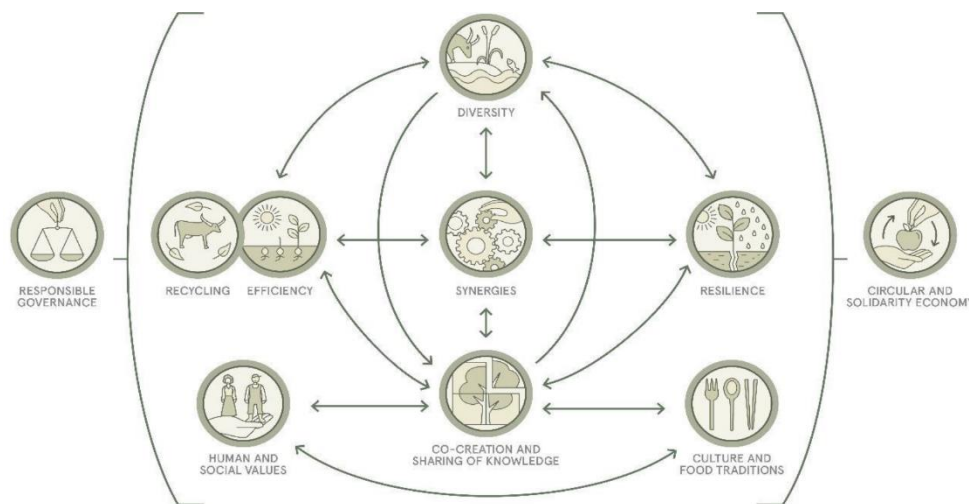 DIVERSITY
RESPONSIBLE
GOVERNANCE
RECYCLING
EFFICIENCY
SYNERGIES
RESILIENCE
CIRCULAR AND
SOLIDARITY ECONOM
HUMAN AND
SOCIAL VALUES
CO-CREATION AND
SHARING OF KNOWLEDGE
CULTURE AND
FOOD TRADITIONS